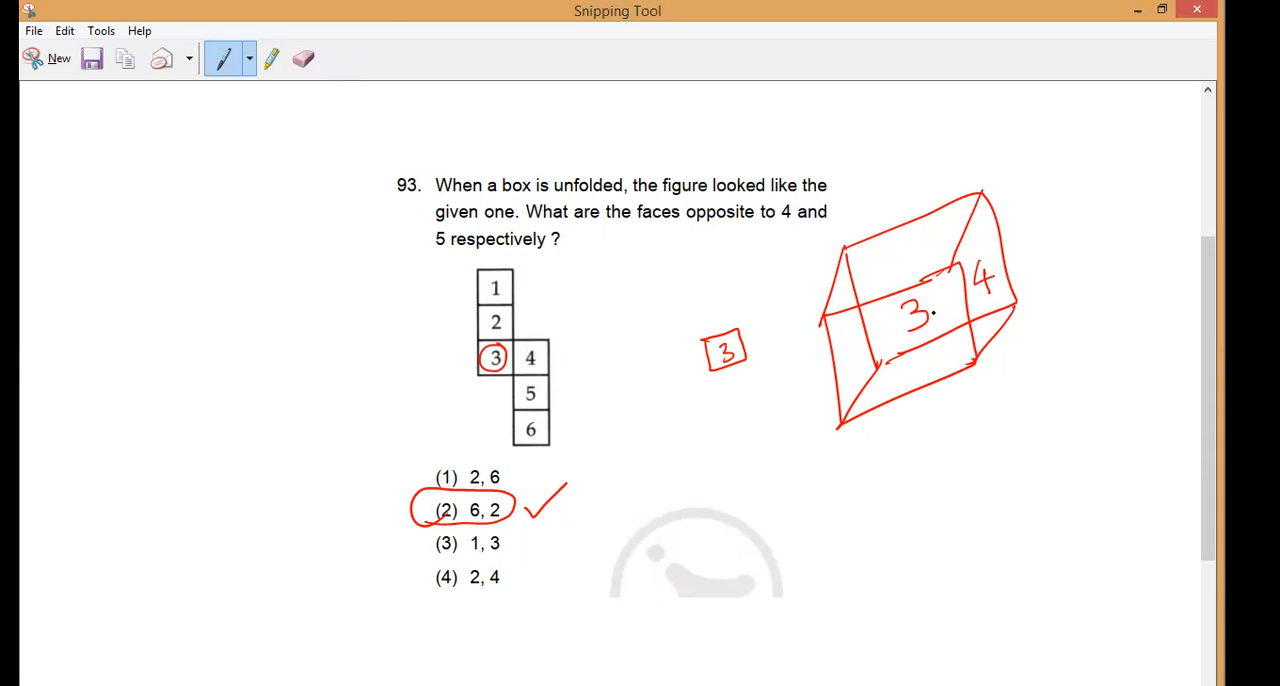 Snipping Tool
File Edit Tools Help
New
93. When a box is unfolded, the figure looked like the
given one. What are the faces opposite to 4 and
5 respectively ?
1
2
3 4
5
6
(1) 2, 6
(2) 6, 2
(3) 1, 3
(4) 2, 4
3
3
4